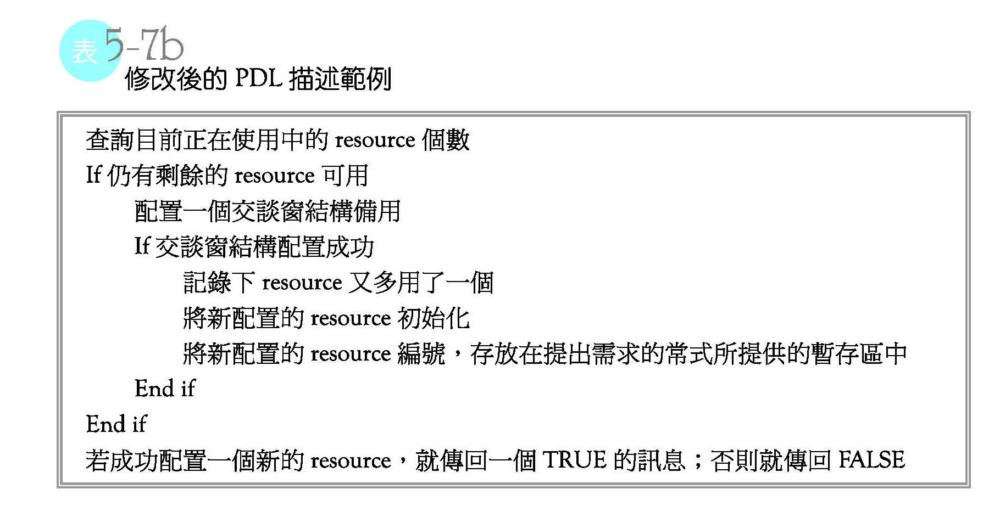 表 5-7b
修改後的 PDL 描述範例
查詢目前正在使用中的 resource 個數
If 仍有剩餘的 resource 可用
配置一個交談窗結構備用
If 交談窗結構配置成功
記錄下 resource 又多用了一個
將新配置的 resource 初始化
將新配置的 resource 編號，存放在提出需求的常式所提供的暫存區中
End if
End if
若成功配置一個新的 resource，就傳回一個 TRUE 的訊息；否則就傳回 FALSE